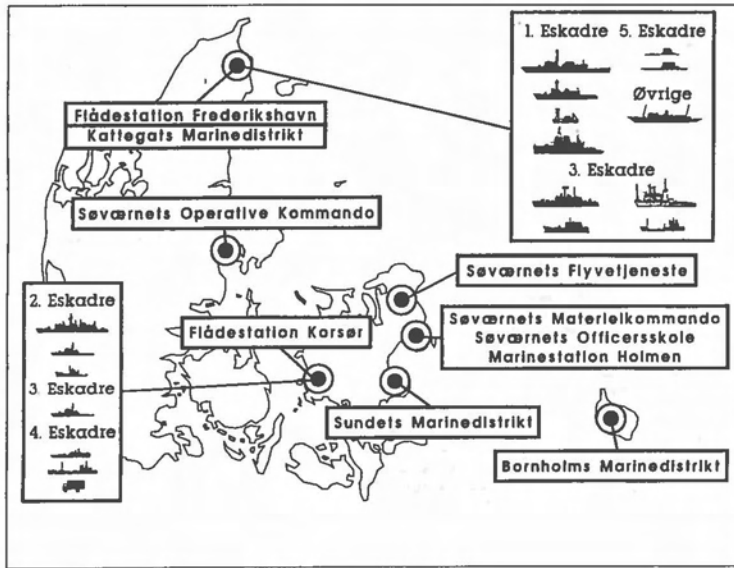 1. Eskadre
5. Eskadre
Øvrige
3. Eskadre
Flådestation Frederikshavn
Kattegats Marinedistrikt
Søværnets Operative Kommando
Søværnets Flyvetjeneste
2. Eskadre
3. Eskadre
4. Eskadre
Flådestation Korsør
Søværnets Materielkommando
Søværnets Officersskole
Marinestation Holmen
Sundets Marinedistrikt
Bornholms Marinedistrikt